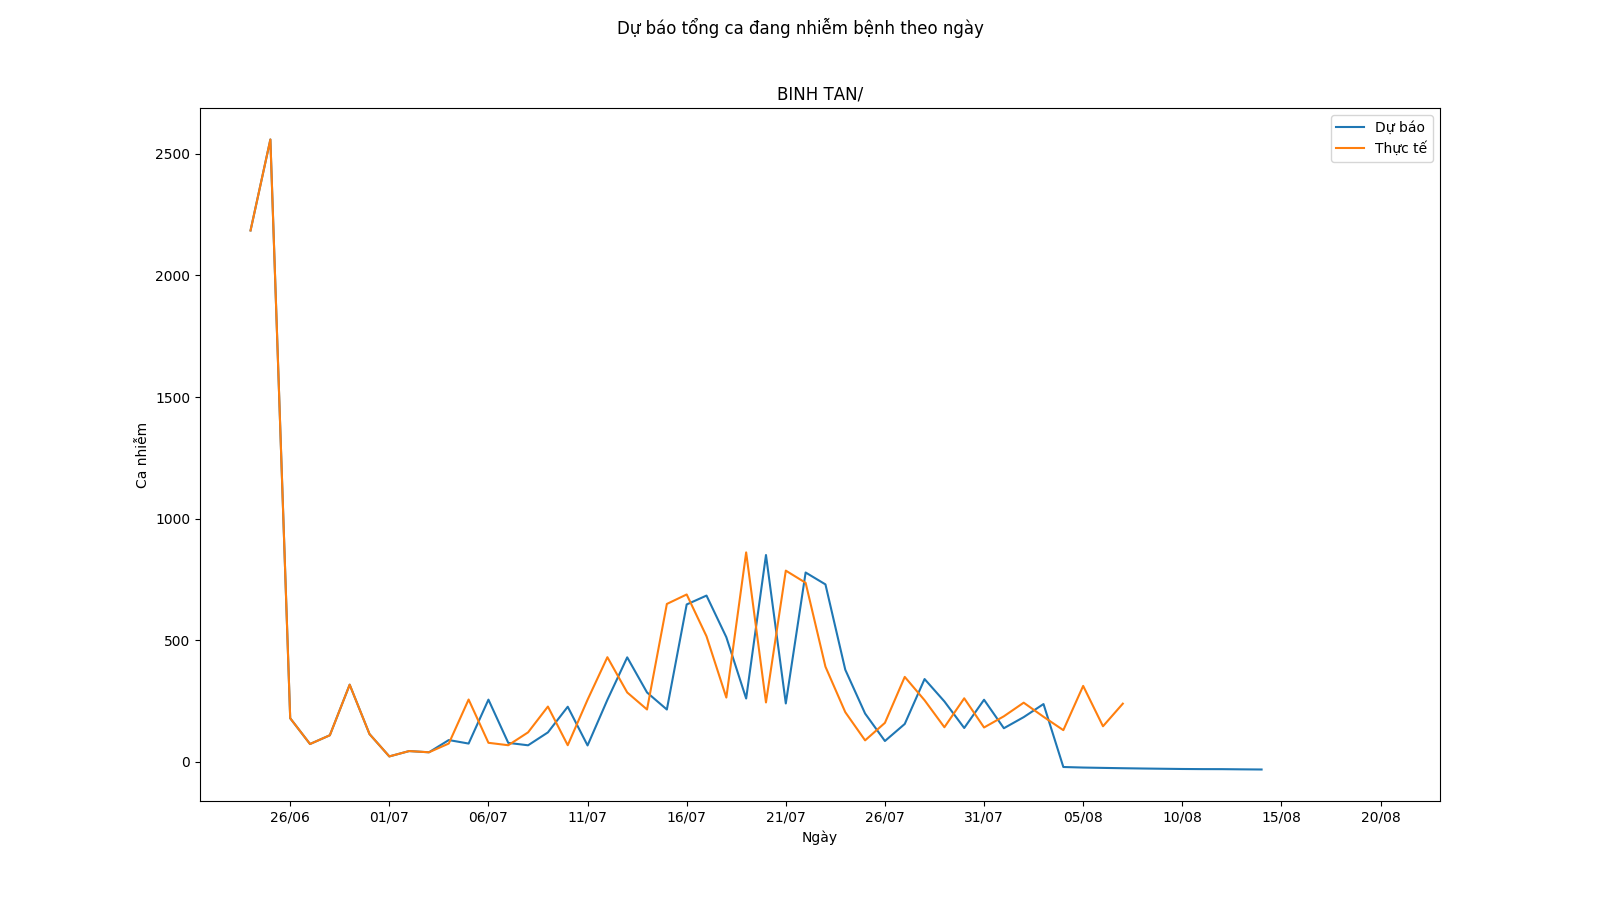 Dự báo tổng ca đang nhiễm bệnh theo ngày
BINH TAN/
Dự báo
Thực tế
2500
2000
1500
1000
500
0
Ca nhiễm
26/06 01/07 06/07 11/07 16/07 21/07 26/07 31/07 05/08 10/08 15/08 20/08
Ngày